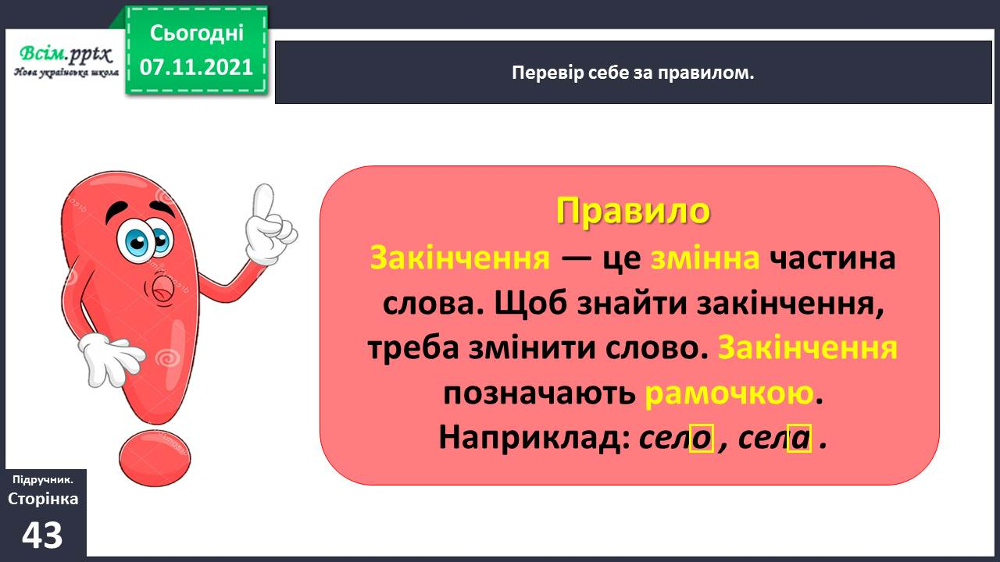 Сьогодні
07.11.2021
Всім.pptx
Нова українська школа
Перевір себе за правилом.
Правило
Закінчення — це змінна частина
слова. Щоб знайти закінчення,
треба змінити слово. Закінчення
позначають рамочкою.
Наприклад: село , села .
Підручник.
Сторінка
43